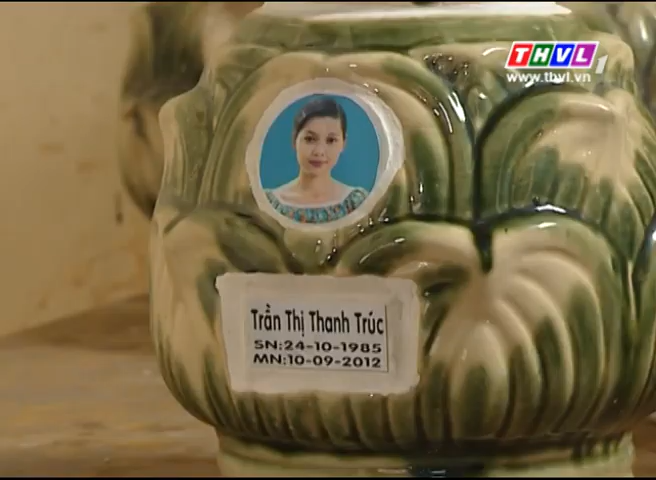 THVL1
www.thvl.vn
Trần Thị Thanh Trúc
SN:24-10-1985
MN:10-09-2012